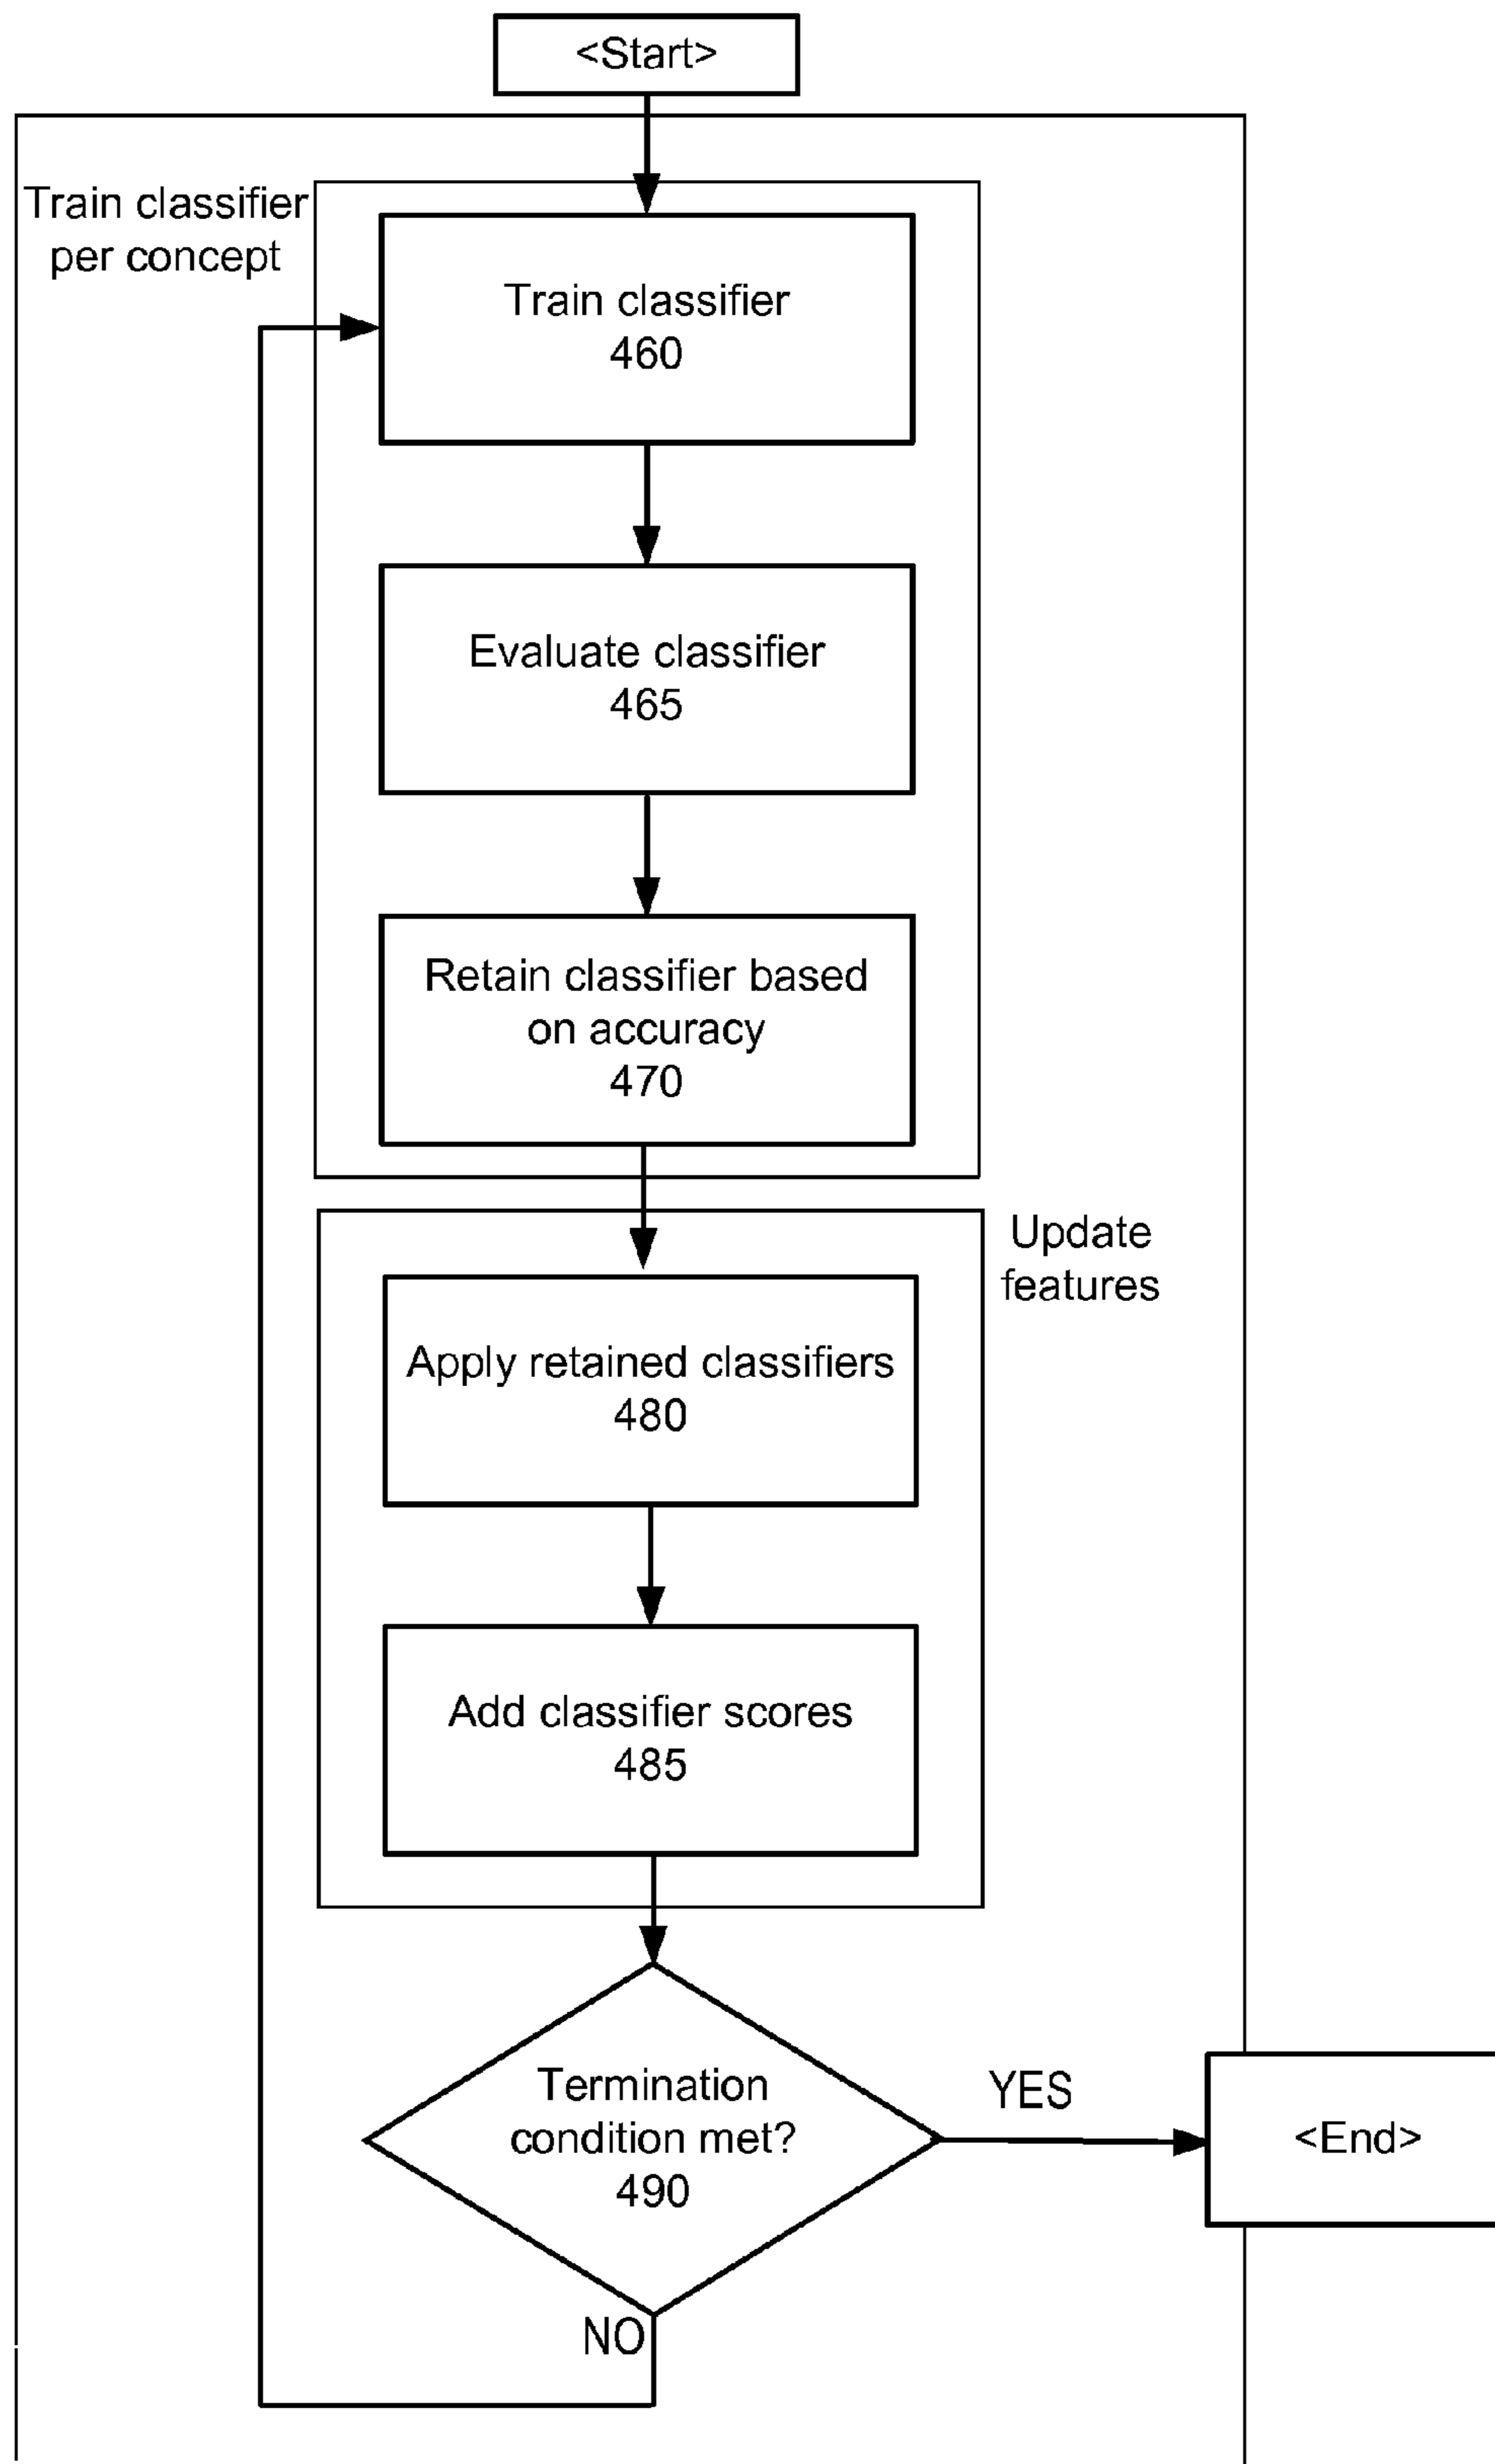 <Start>
Train classifier
per concept
Train classifier
460
Evaluate classifier
465
Retain classifier based
on accuracy
470
Update
features
Apply retained classifiers
480
Add classifier scores
485
Termination
condition met?
490
YES
<End>
NO